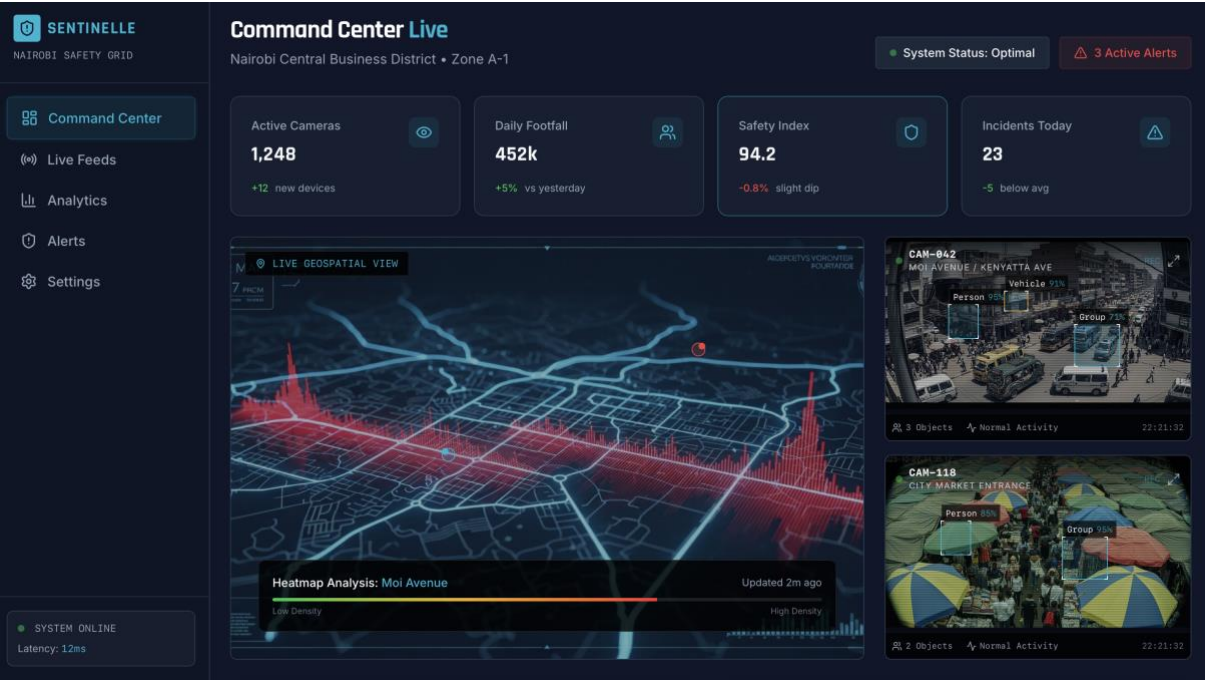 SENTINELLE
NAIROBI SAFETY GRID
Command Center
Live Feeds
Analytics
Alerts
Settings
SYSTEM ONLINE
Latency: 12ms
Command Center Live
Nairobi Central Business District • Zone A-1
System Status: Optimal
3 Active Alerts
Active Cameras
1,248
+12 new devices
Daily Footfall
452k
+5% vs yesterday
Safety Index
94.2
-0.8% slight dip
Incidents Today
23
-5 below avg
LIVE GEOSPATIAL VIEW
Heatmap Analysis: Moi Avenue
Updated 2m ago
Low Density
High Density
CAM-042
REC
MOI AVENUE / KENYATTA AVE
Vehicle 91%
Person 95%
Group 71%
3 Objects
Normal Activity
22:21:32
CAM-118
REC
CITY MARKET ENTRANCE
Person 85%
Group 95%
2 Objects
Normal Activity
22:21:32